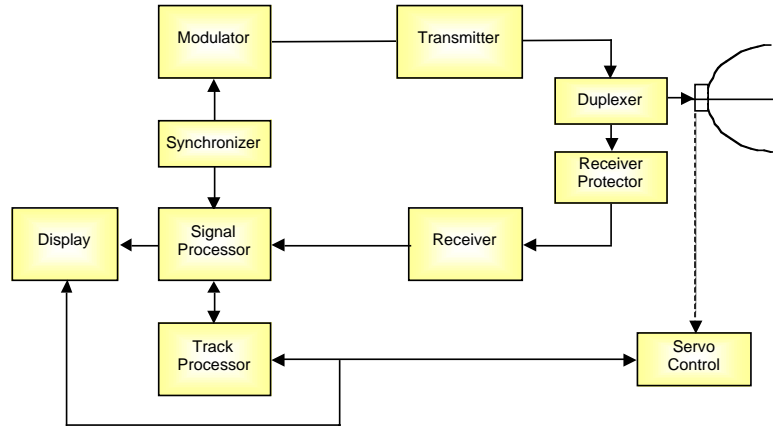 Modulator
Transmitter
Duplexer
Synchronizer
Receiver
Protector
Display
Signal
Processor
Receiver
Track
Processor
Servo
Control